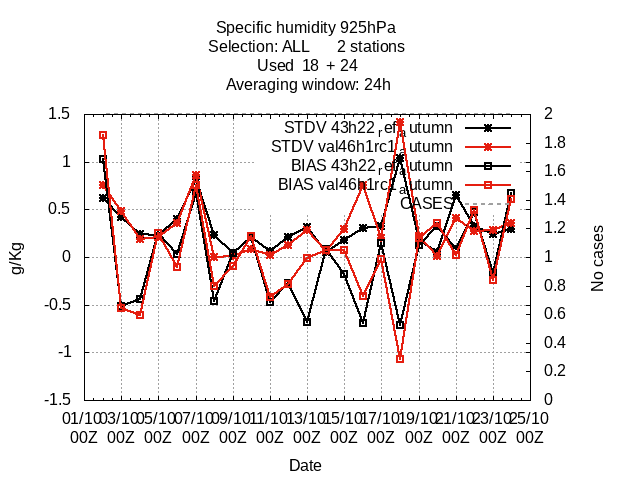 Specific humidity 925hPa
Selection: ALL 2 stations
Used 18 + 24
Averaging window: 24h
STDV 43h22_ref_autumn
STDV val46h1rc1_autumn
BIAS 43h22_ref_autumn
BIAS val46h1rc1_autumn
CASES
1.5
1
0.5
0
-0.5
-1
-1.5
g/Kg
2
1.8
1.6
1.4
1.2
1
0.8
0.6
0.4
0.2
0
No cases
01/10 03/10 05/10 07/10 09/10 11/10 13/10 15/10 17/10 19/10 21/10 23/10 25/10
00Z 00Z 00Z 00Z 00Z 00Z 00Z 00Z 00Z 00Z 00Z 00Z 00Z
Date